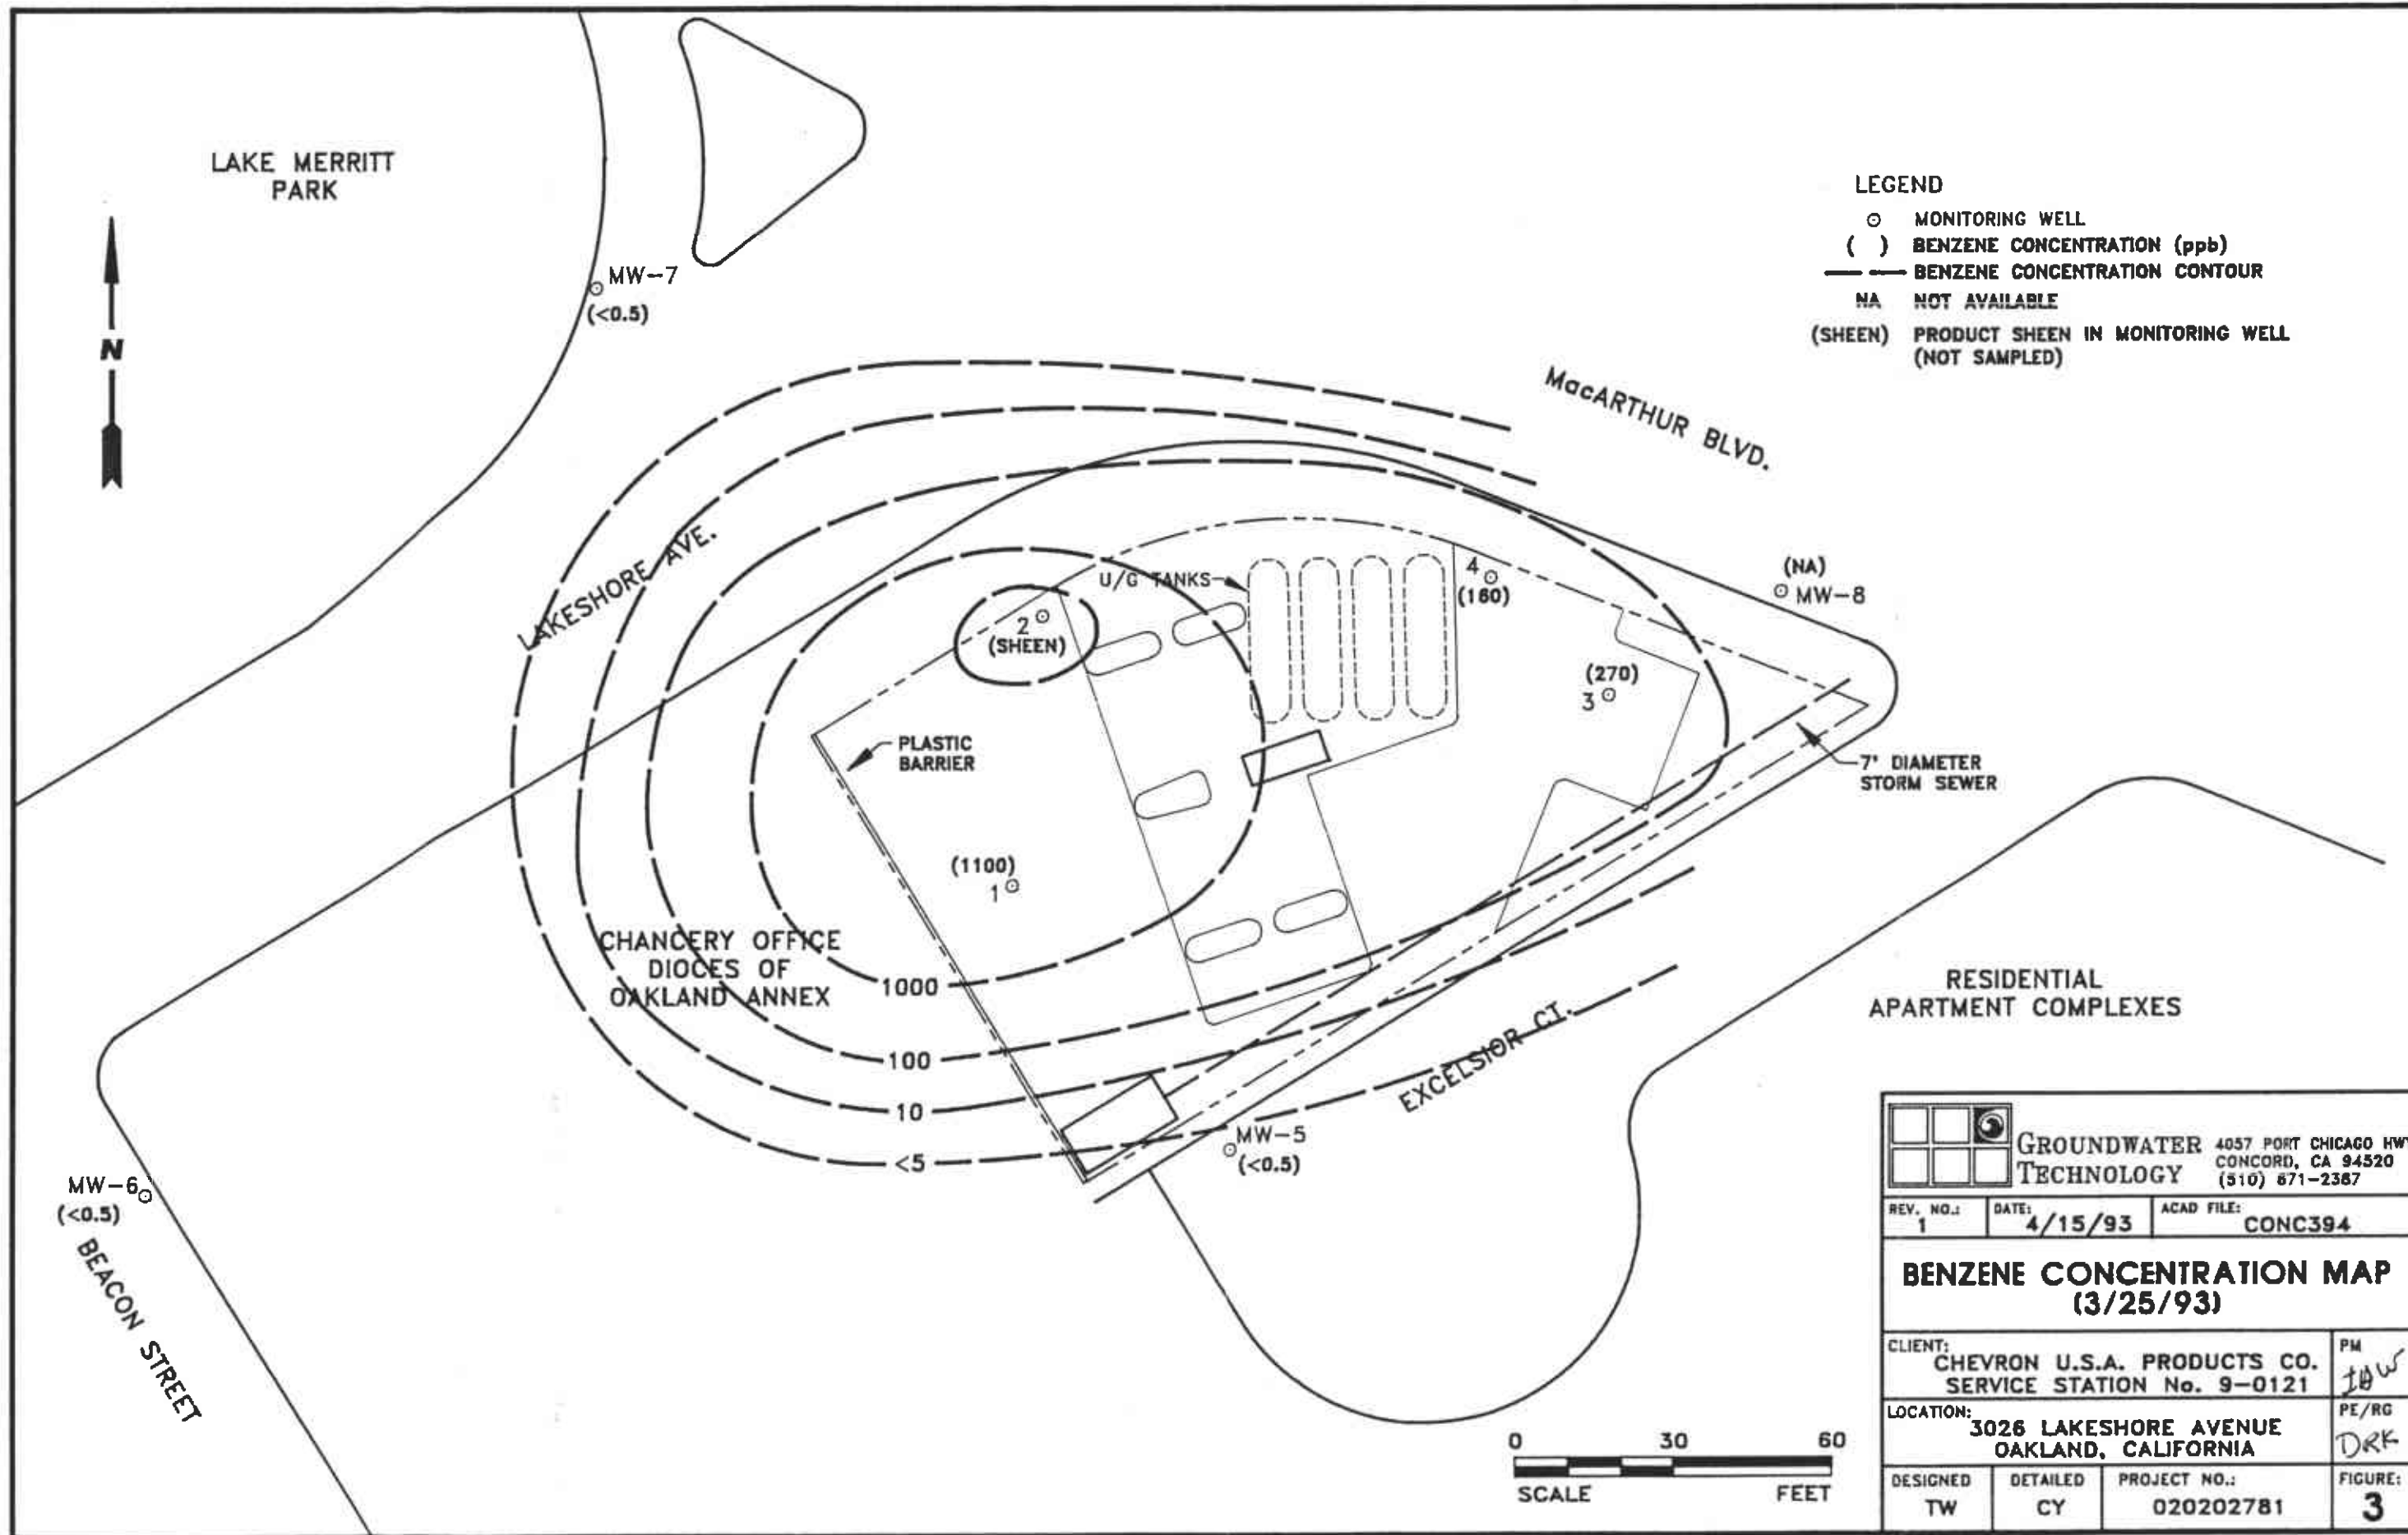 LAKE MERRITT
PARK
N
MW-7
(<0.5)
LEGEND
MONITORING WELL
( ) BENZENE CONCENTRATION (ppb)
BENZENE CONCENTRATION CONTOUR
NA NOT AVAILABLE
(SHEEN) PRODUCT SHEEN IN MONITORING WELL
(NOT SAMPLED)
MacARTHUR BLVD.
LAKESHORE AVE.
U/G TANKS
4
(160)
(NA)
MW-8
2
(SHEEN)
(270)
3
PLASTIC
BARRIER
7' DIAMETER
STORM SEWER
(1100)
1
CHANCERY OFFICE
DIOCES OF
OAKLAND ANNEX
1000
100
10
<5
EXCELSIOR CT.
RESIDENTIAL
APARTMENT COMPLEXES
MW-5
(<0.5)
MW-6
(<0.5)
BEACON STREET
0 30 60
SCALE FEET
GROUNDWATER
TECHNOLOGY
4057 PORT CHICAGO HWY
CONCORD, CA 94520
(510) 671-2387
REV. NO.:
1
DATE:
4/15/93
ACAD FILE:
CONC394
BENZENE CONCENTRATION MAP
(3/25/93)
CLIENT:
CHEVRON U.S.A. PRODUCTS CO.
SERVICE STATION No. 9-0121
PM
LOCATION:
3026 LAKESHORE AVENUE
OAKLAND, CALIFORNIA
PE/RG
DRK
DESIGNED
TW
DETAILED
CY
PROJECT NO.:
020202781
FIGURE:
3